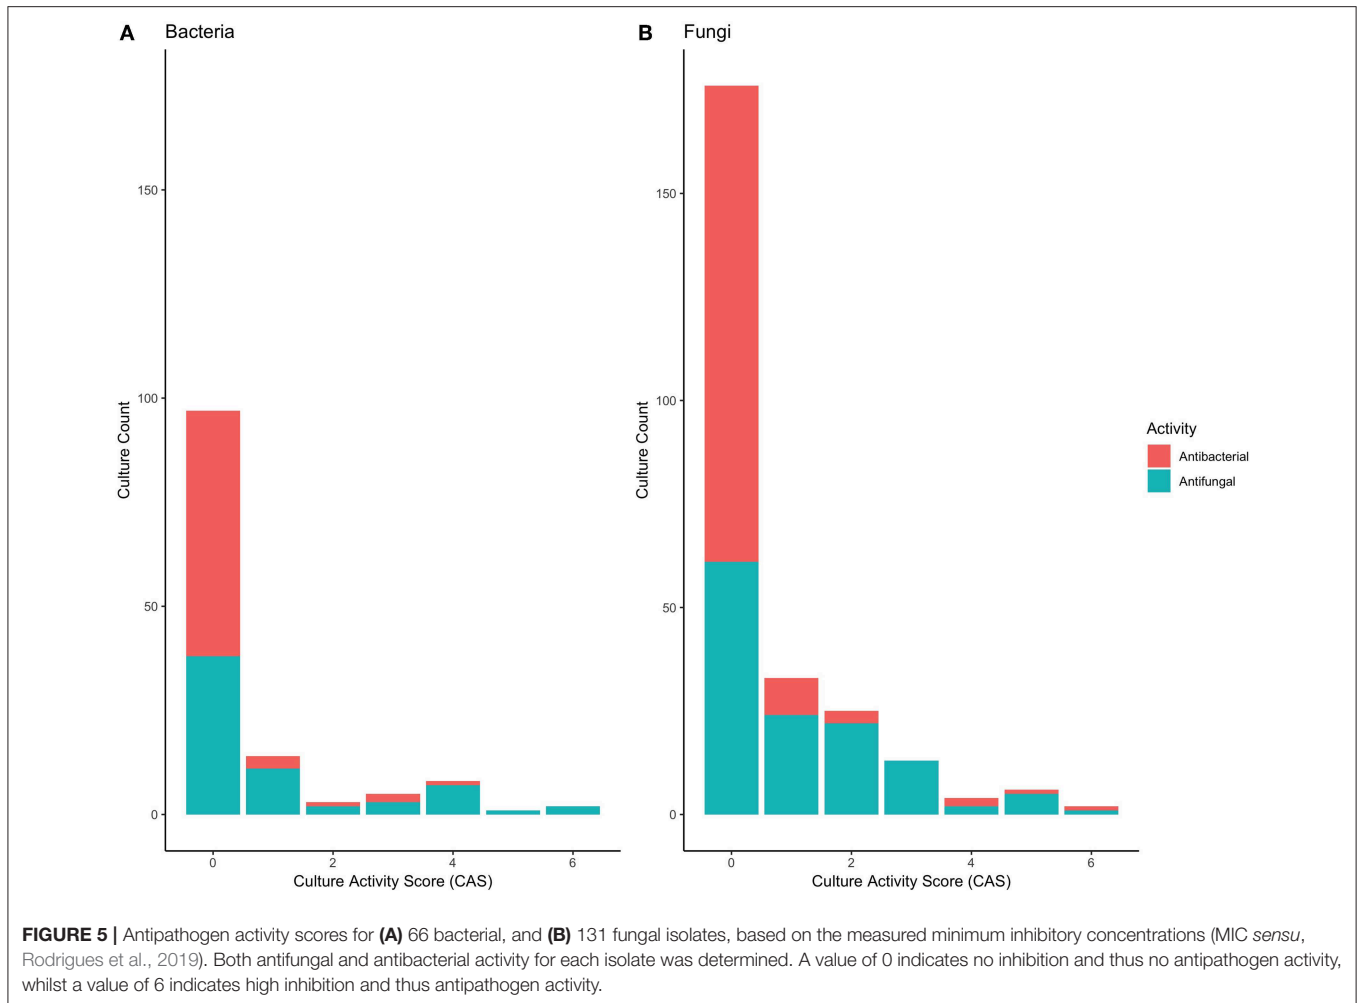 A Bacteria
B Fungi
150
100
50
0
Culture Count
0 2 4 6
Culture Activity Score (CAS)
150
100
50
0
Culture Count
0 2 4 6
Culture Activity Score (CAS)
Activity
Antibacterial
Antifungal
FIGURE 5 | Antipathogen activity scores for (A) 66 bacterial, and (B) 131 fungal isolates, based on the measured minimum inhibitory concentrations (MIC sensu,
Rodrigues et al., 2019). Both antifungal and antibacterial activity for each isolate was determined. A value of 0 indicates no inhibition and thus no antipathogen activity,
whilst a value of 6 indicates high inhibition and thus antipathogen activity.